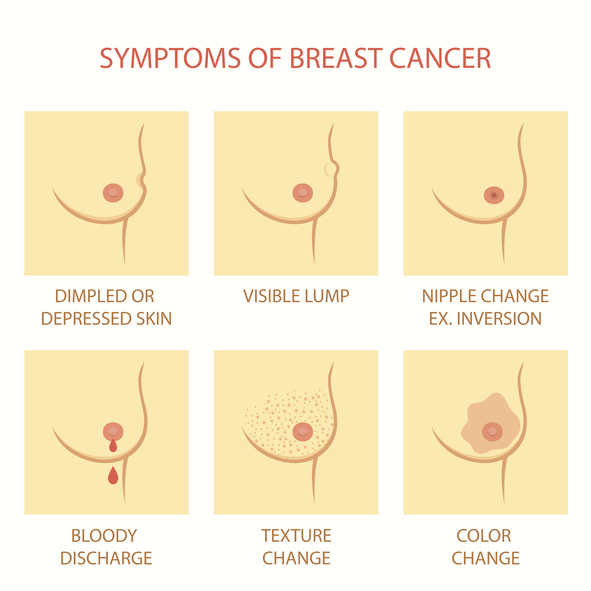 SYMPTOMS OF BREAST CANCER
DIMPLED OR
DEPRESSED SKIN
VISIBLE LUMP
NIPPLE CHANGE
EX. INVERSION
BLOODY
DISCHARGE
TEXTURE
CHANGE
COLOR
CHANGE